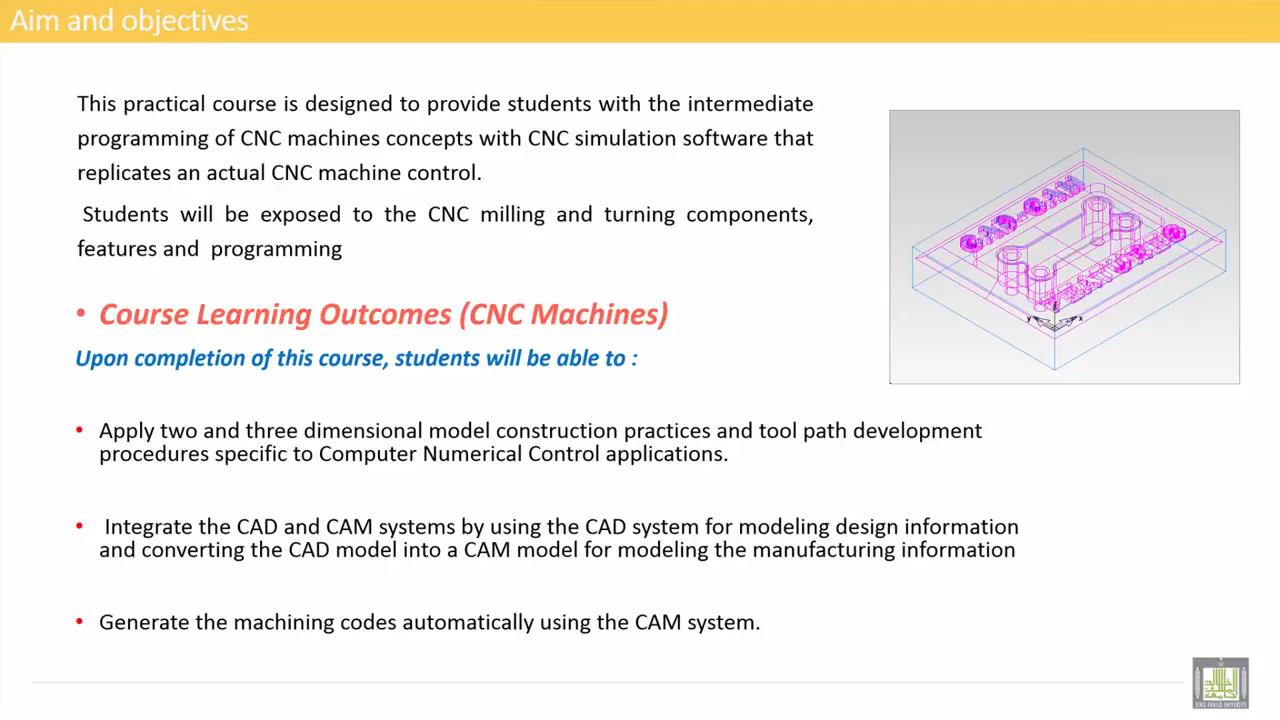 Aim and objectives
This practical course is designed to provide students with the intermediate
programming of CNC machines concepts with CNC simulation software that
replicates an actual CNC machine control.
Students will be exposed to the CNC milling and turning components,
features and programming
• Course Learning Outcomes (CNC Machines)
Upon completion of this course, students will be able to :
• Apply two and three dimensional model construction practices and tool path development
procedures specific to Computer Numerical Control applications.
• Integrate the CAD and CAM systems by using the CAD system for modeling design information
and converting the CAD model into a CAM model for modeling the manufacturing information
• Generate the machining codes automatically using the CAM system.
CAD-CAM
Y
X
KING KHALID UNIVERSITY